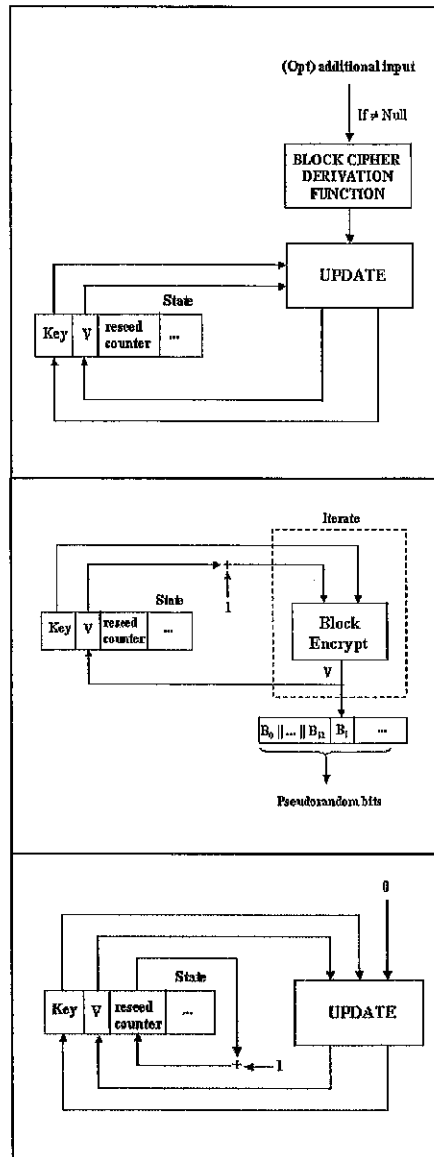 (Opt) additional input
If ≠ Null
BLOCK CIPHER
DERIVATION
FUNCTION
UPDATE
State
Key V reseed counter ...
Iterate
+
1
State
Key V reseed counter ...
Block
Encrypt
V
B0 || ... || Bi2 Bi ...
Pseudorandom bits
0
State
Key V reseed counter ...
UPDATE
+ 1